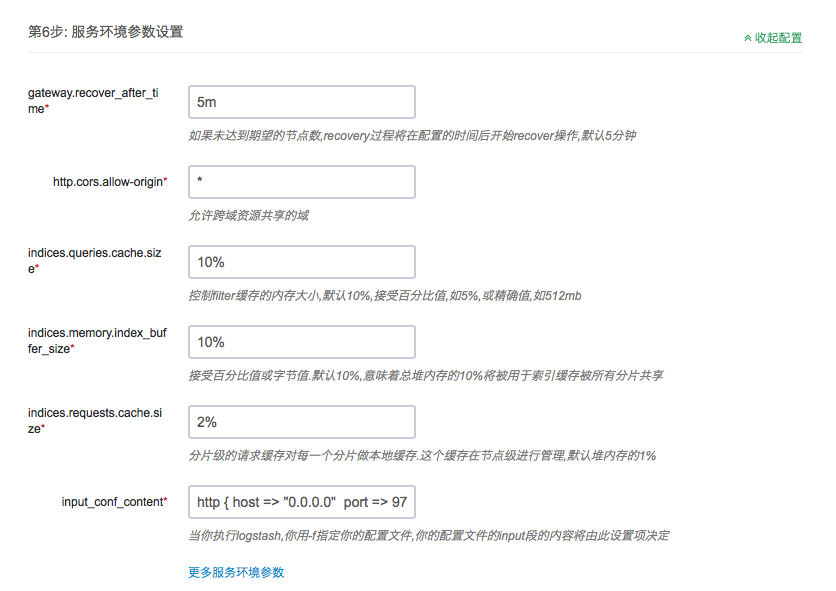 第6步: 服务环境参数设置
收起配置
gateway.recover_after_ti
me*
5m
如果未达到期望的节点数,recovery过程将在配置的时间后开始recover操作,默认5分钟
http.cors.allow-origin*
*
允许跨域资源共享的域
indices.queries.cache.siz
e*
10%
控制filter缓存的内存大小,默认10%,接受百分比值,如5%,或精确值,如512mb
indices.memory.index_buf
fer_size*
10%
接受百分比值或字节值.默认10%,意味着总堆内存的10%将被用于索引缓存被所有分片共享
indices.requests.cache.si
ze*
2%
分片级的请求缓存对每一个分片做本地缓存.这个缓存在节点级进行管理,默认堆内存的1%
input_conf_content*
http { host => "0.0.0.0"  port => 97
当你执行logstash,你用-f指定你的配置文件,你的配置文件的input段的内容将由此设置项决定
更多服务环境参数